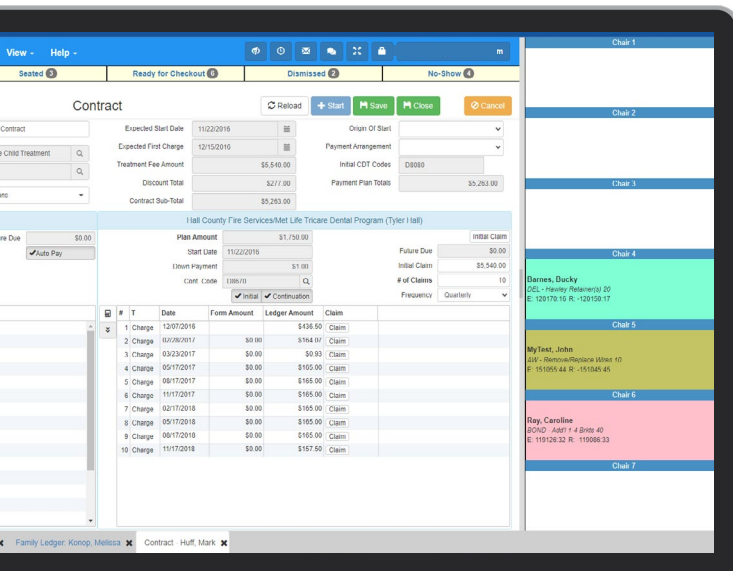 View - Help - m
Seated 3 Ready for Checkout 6 Dismissed 2 No-Show 4
Contract Reload + Start Save Close Cancel
Contract Expected Start Date 11/22/2016 Origin Of Start
Child Treatment Expected First Charge 12/15/2016 Payment Arrangement
Treatment Fee Amount $5,540.00 Initial CDT Codes D8080
Discount Total $277.00 Payment Plan Totals $5,263.00
Contract Sub-Total $5,263.00
Hall County Fire Services/Met Life Tricare Dental Program (Tyler Hall)
Due $0.00 Plan Amount $1,750.00 Initial Claim
Auto Pay Start Date 11/22/2016 Future Due $0.00
Down Payment $1.00 Initial Claim $5,540.00
Cont. Code D8670 # of Claims 10
Initial Continuation Frequency Quarterly
# T Date Form Amount Ledger Amount Claim
1 Charge 12/07/2016 $436.50 Claim
2 Charge 02/28/2017 $0.00 $164.07 Claim
3 Charge 03/23/2017 $0.00 $0.93 Claim
4 Charge 05/17/2017 $0.00 $165.00 Claim
5 Charge 08/17/2017 $0.00 $165.00 Claim
6 Charge 11/17/2017 $0.00 $165.00 Claim
7 Charge 02/17/2018 $0.00 $165.00 Claim
8 Charge 05/17/2018 $0.00 $165.00 Claim
9 Charge 08/17/2018 $0.00 $165.00 Claim
10 Charge 11/17/2018 $0.00 $157.50 Claim
Family Ledger: Konop, Melissa Contract - Huff, Mark
Chair 1
Chair 2
Chair 3
Chair 4
Barnes, Bucky
DEL - Hawley Retainer(s) 20
E: 120170:16 R: -120150:17
Chair 5
MyTest, John
AW - Remove/Replace Wires 10
E: 151055:44 R: -151045:45
Chair 6
Ray, Caroline
BOND - Add'l 1-4 Brkts 40
E: 119126:32 R: -119086:33
Chair 7